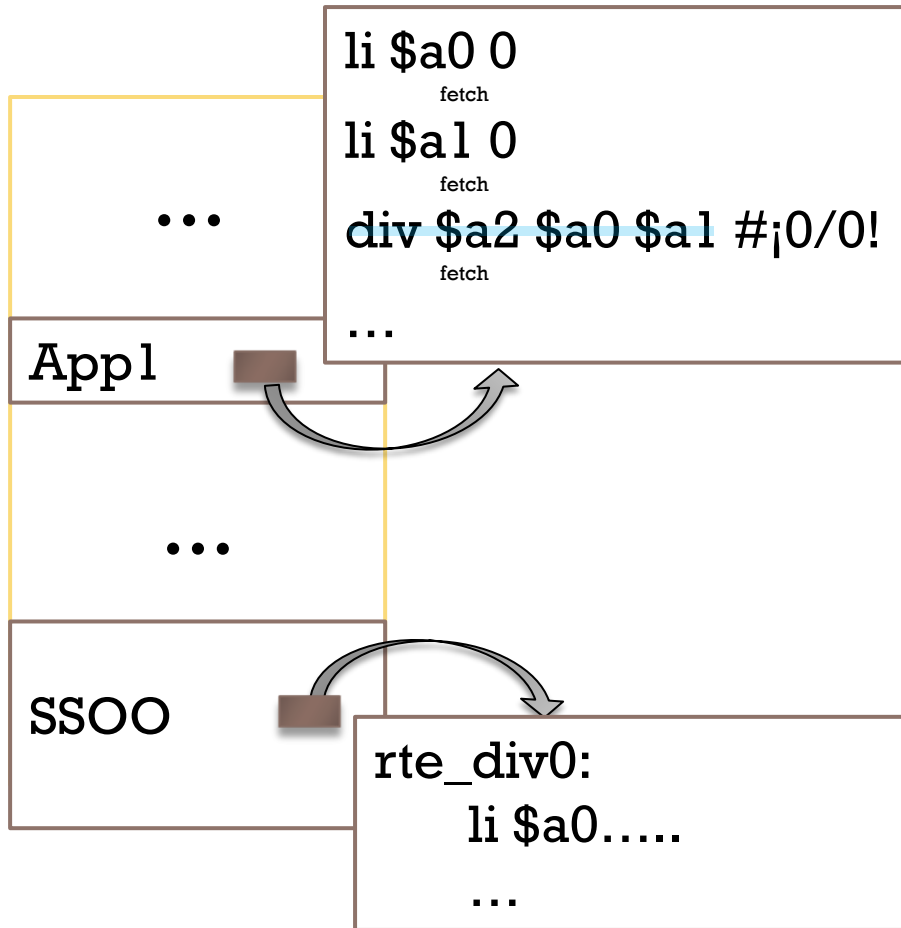 li $a0 0
fetch
li $a1 0
fetch
div $a2 $a0 $a1 #¡0/0!
fetch
…
…
App1
…
SSOO
rte_div0:
li $a0…..
…